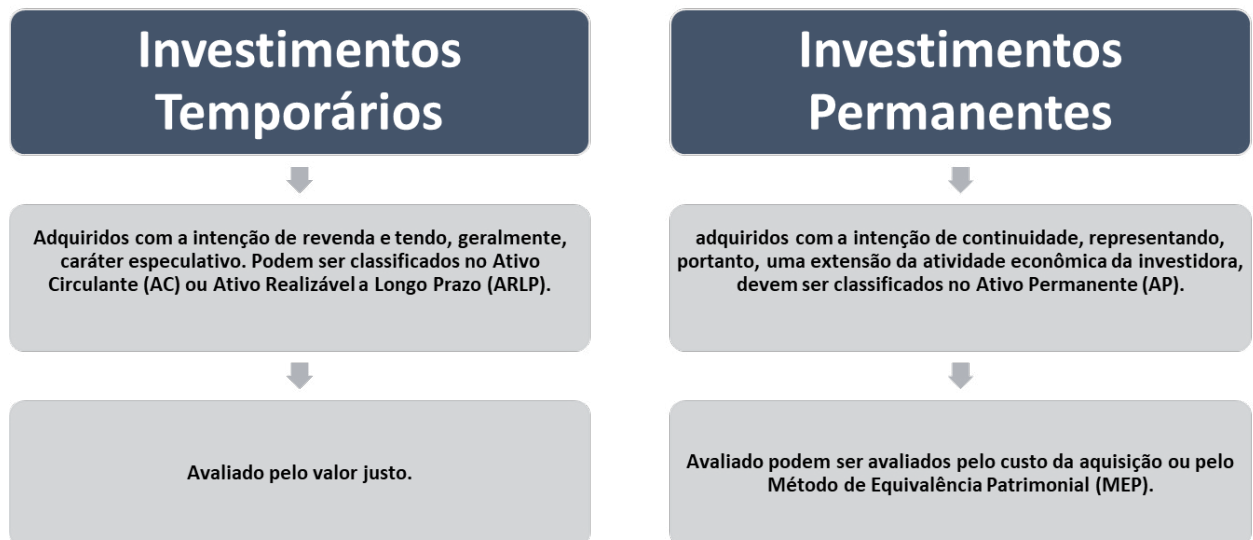 Investimentos
Temporários
Adquiridos com a intenção de revenda e tendo, geralmente,
caráter especulativo. Podem ser classificados no Ativo
Circulante (AC) ou Ativo Realizável a Longo Prazo (ARLP).
Avaliado pelo valor justo.
Investimentos
Permanentes
adquiridos com a intenção de continuidade, representando,
portanto, uma extensão da atividade econômica da investidora,
devem ser classificados no Ativo Permanente (AP).
Avaliado podem ser avaliados pelo custo da aquisição ou pelo
Método de Equivalência Patrimonial (MEP).